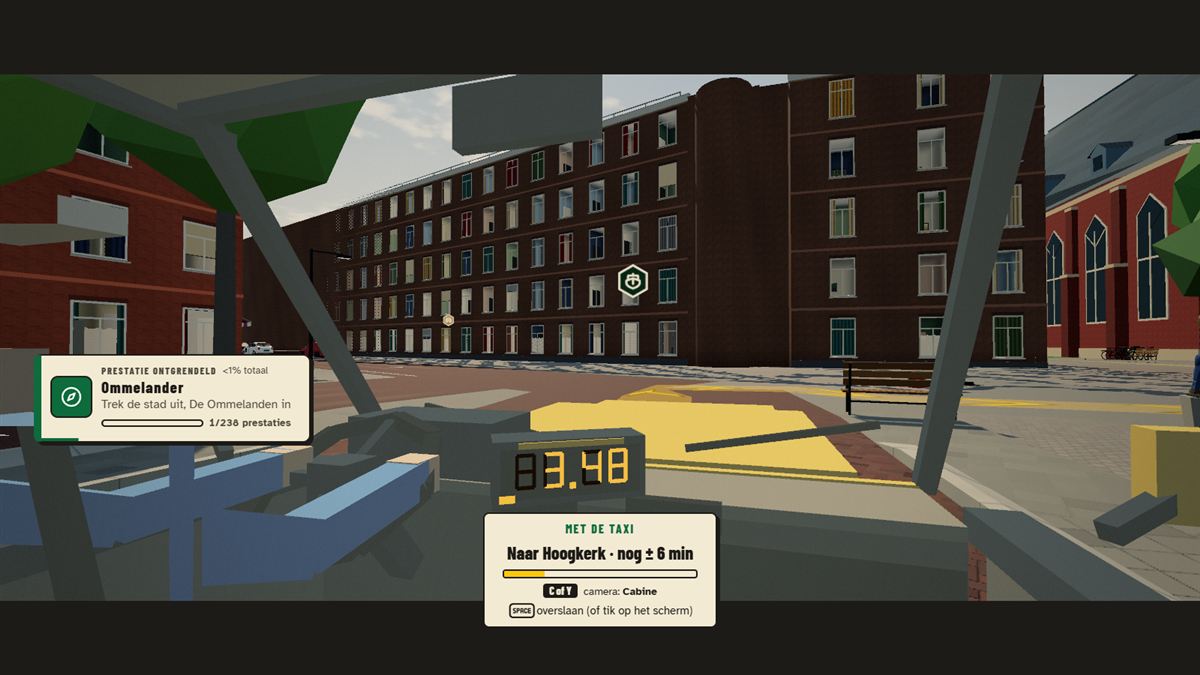 PRESTATIE ONTGRENDELD <1% totaal
Ommelander
Trek de stad uit, De Ommelanden in
1/238 prestaties
3.48
MET DE TAXI
Naar Hoogkerk · nog ± 6 min
C of Y camera: Cabine
SPACE overslaan (of tik op het scherm)